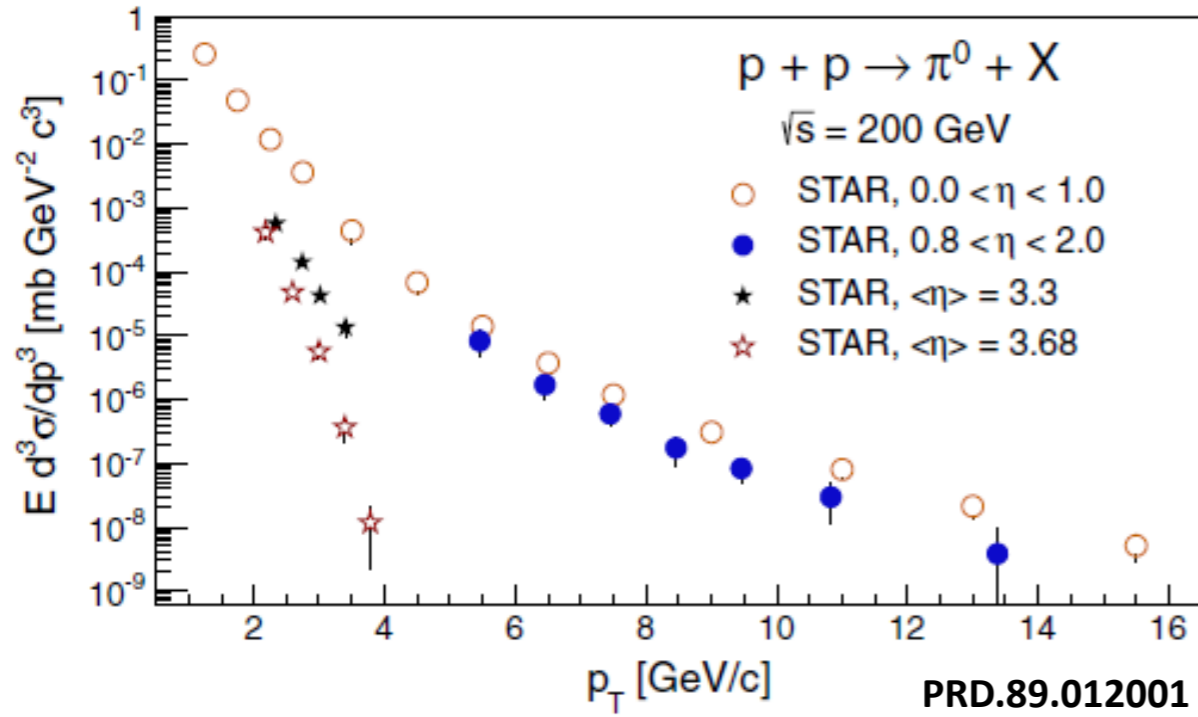 1
10⁻¹
10⁻²
10⁻³
10⁻⁴
10⁻⁵
10⁻⁶
10⁻⁷
10⁻⁸
10⁻⁹
E d³σ/dp³ [mb GeV⁻² c³]
p + p → π⁰ + X
√s = 200 GeV
STAR, 0.0 < η < 1.0
STAR, 0.8 < η < 2.0
STAR, <η> = 3.3
STAR, <η> = 3.68
2 4 6 8 10 12 14 16
p_T [GeV/c]
PRD.89.012001